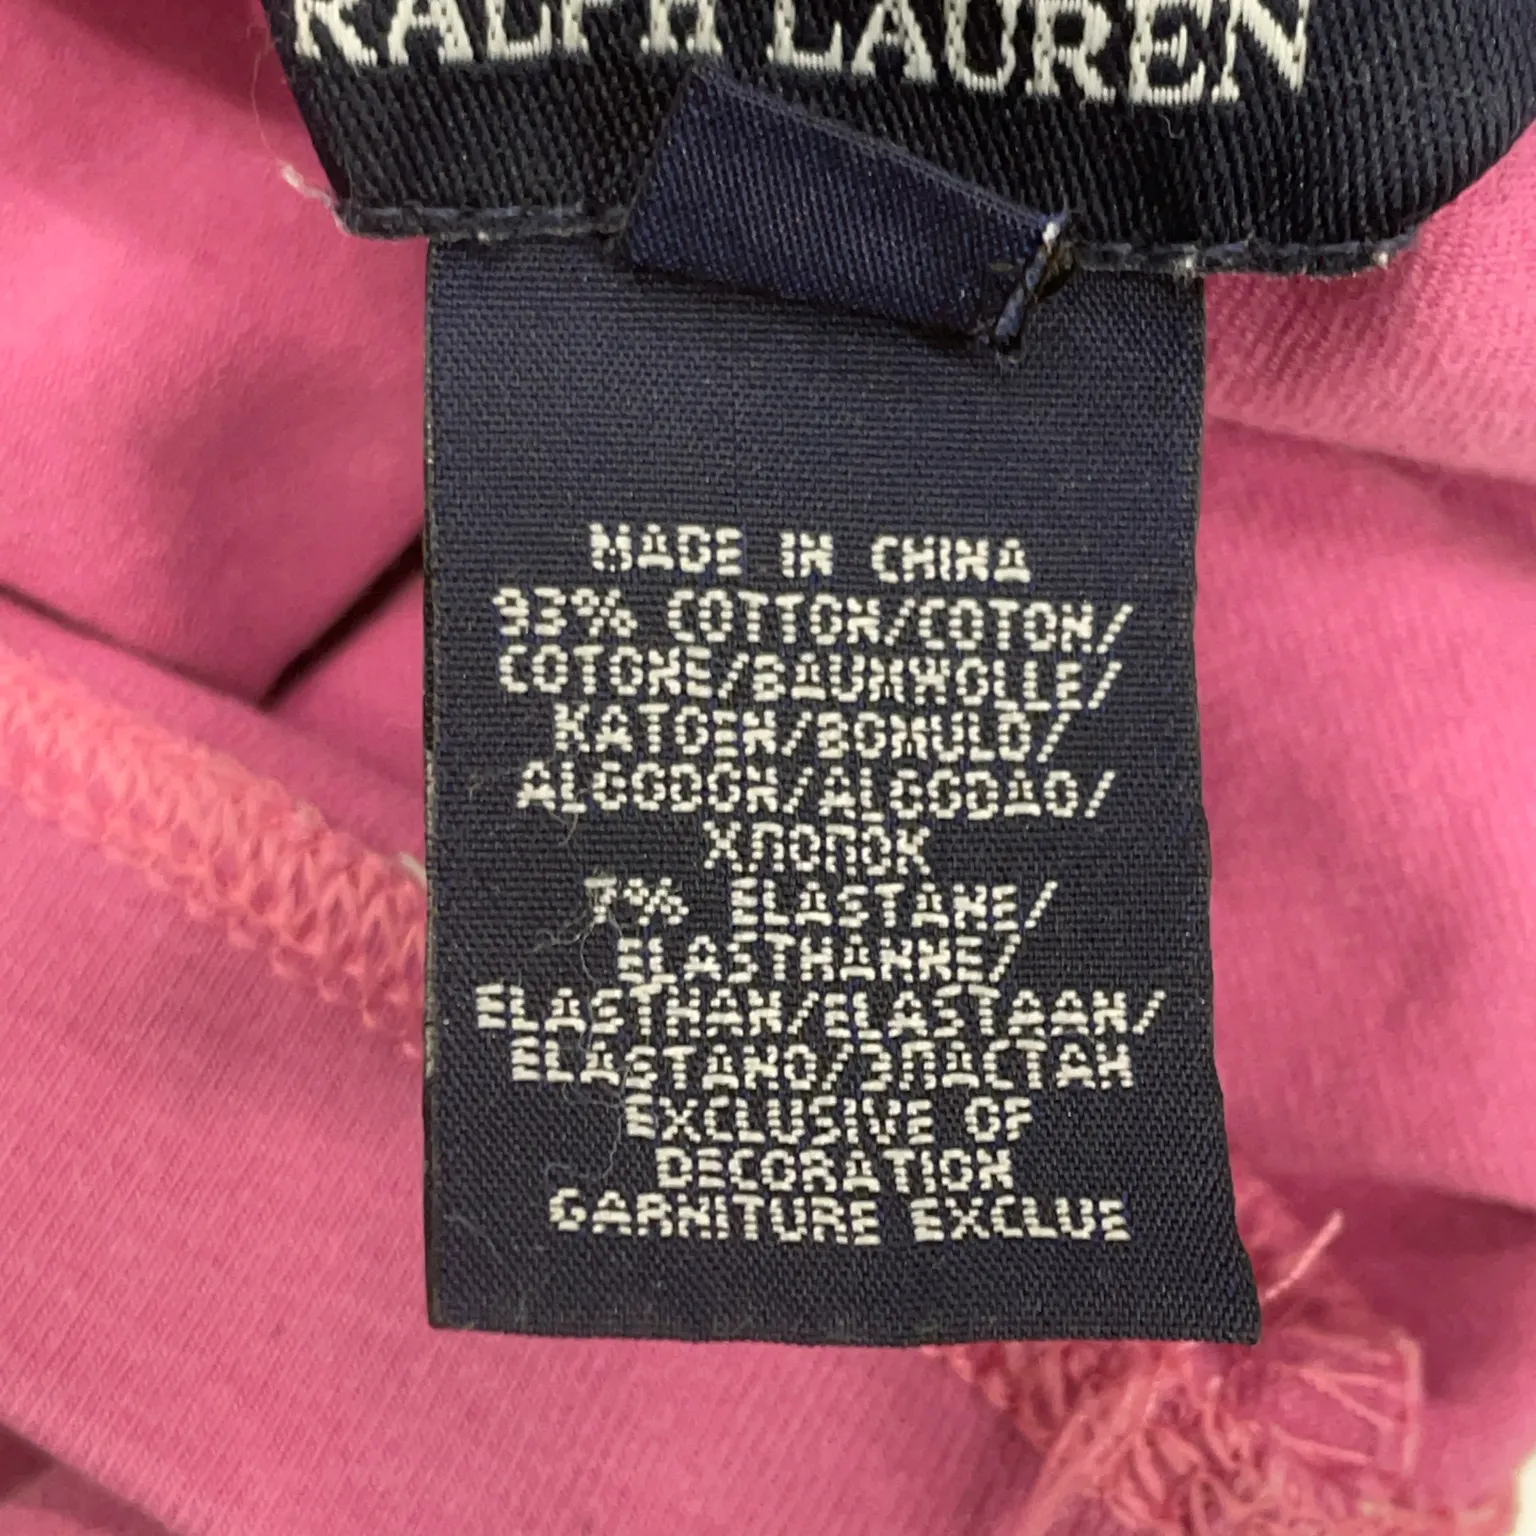 RALPH LAUREN
MADE IN CHINA
93% COTTON/COTON/
COTONE/BAUMWOLLE/
KATOEN/BOMULD/
ALGODON/ALGODAO/
ХЛОПОК
7% ELASTANE/
ELASTHANNE/
ELASTHAN/ELASTAAN/
ELASTANO/ЭЛАСТАН
EXCLUSIVE OF
DECORATION
GARNITURE EXCLUE